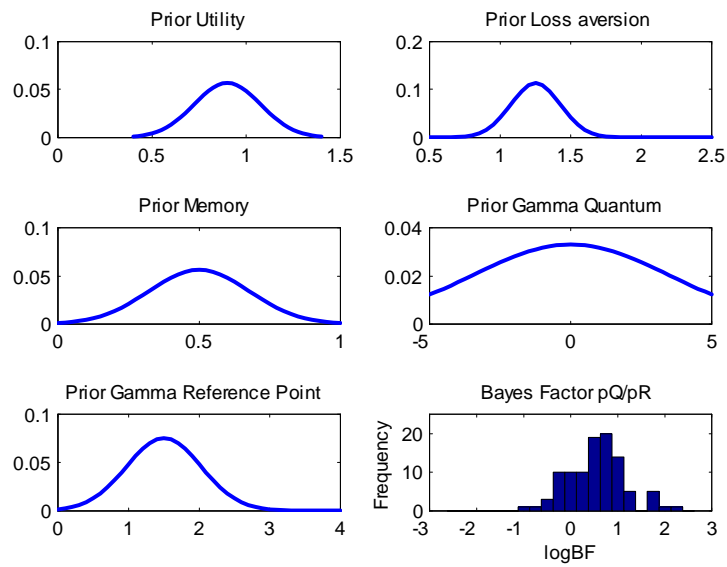 Prior Utility
0.1
0.05
0
0 0.5 1 1.5
Prior Loss aversion
0.2
0.1
0
0.5 1 1.5 2 2.5
Prior Memory
0.1
0.05
0
0 0.5 1
Prior Gamma Quantum
0.04
0.02
0
-5 0 5
Prior Gamma Reference Point
0.1
0.05
0
0 1 2 3 4
Bayes Factor pQ/pR
Frequency
20
10
0
-3 -2 -1 0 1 2 3
logBF